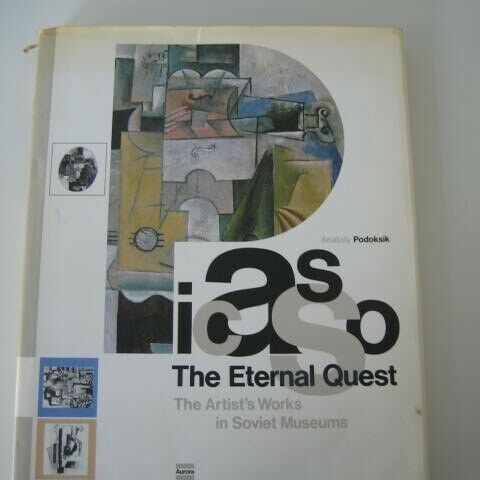 Anatoly Podoksik
Picasso
The Eternal Quest
The Artist's Works
in Soviet Museums
Aurora